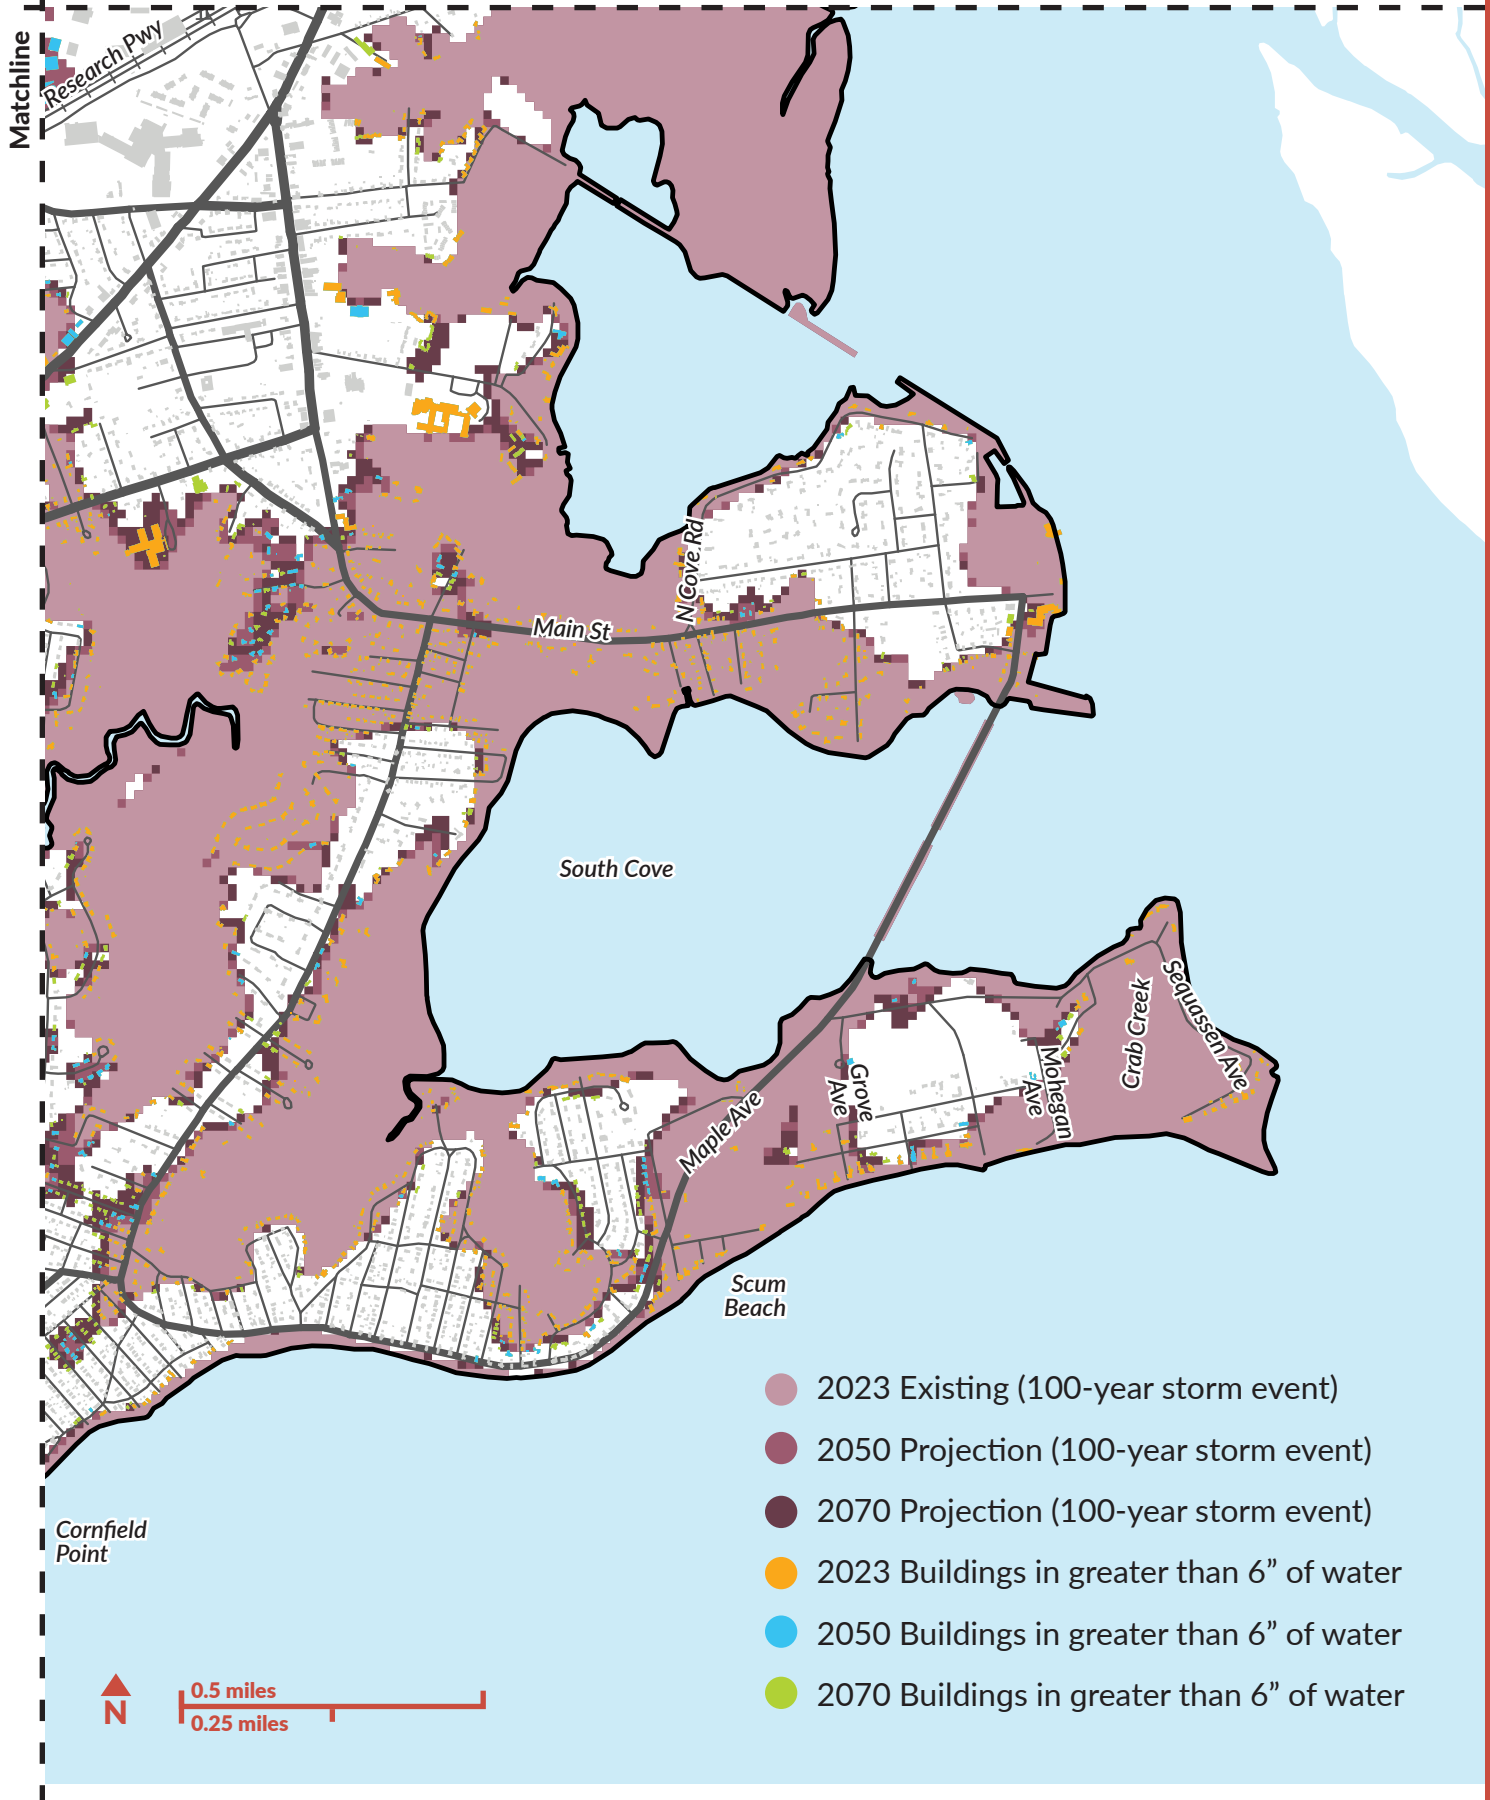 Matchline
Research Pwy
N Cove Rd
Main St
South Cove
Sequassen Ave
Crab Creek
Mohegan
Ave
Grove
Ave
Maple Ave
Scum
Beach
2023 Existing (100-year storm event)
2050 Projection (100-year storm event)
2070 Projection (100-year storm event)
2023 Buildings in greater than 6” of water
2050 Buildings in greater than 6” of water
2070 Buildings in greater than 6” of water
Cornfield
Point
N
0.5 miles
0.25 miles